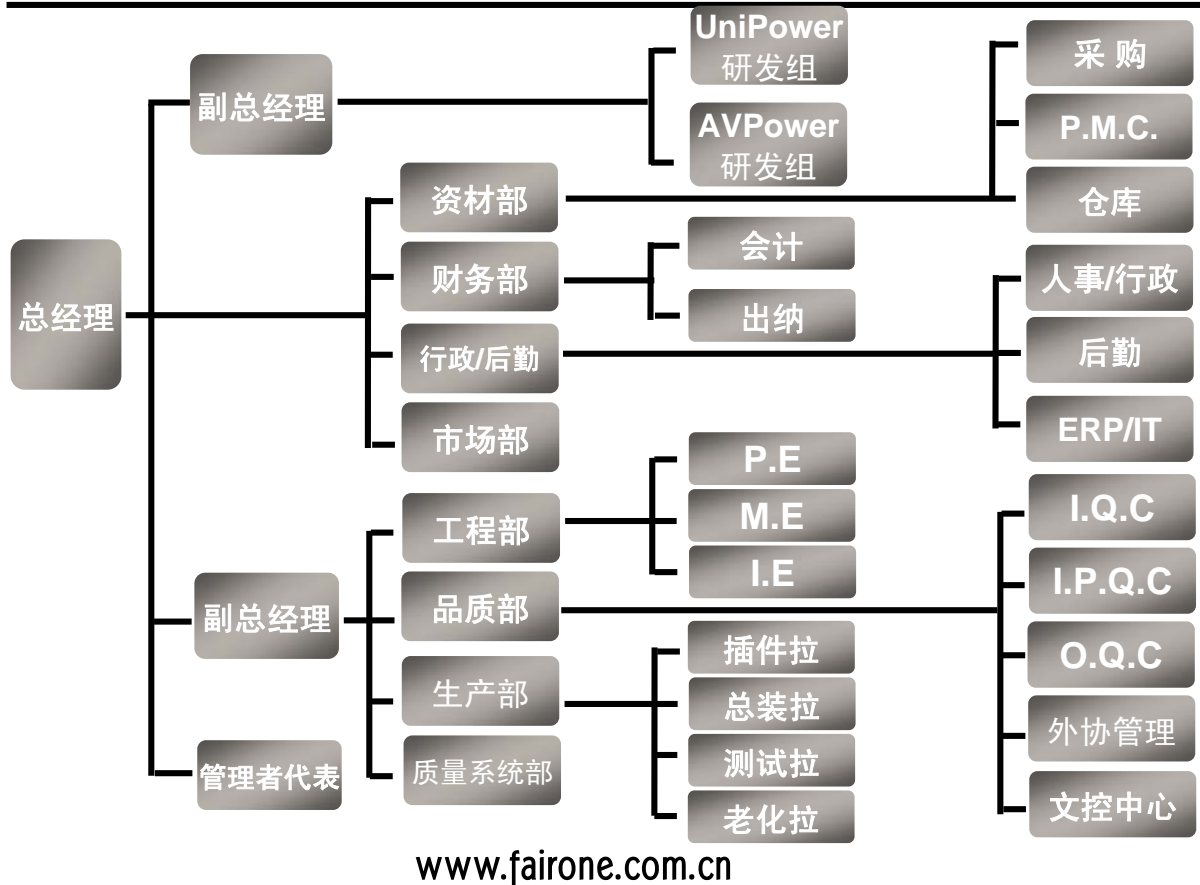 总经理
副总经理
UniPower
研发组
AVPower
研发组
资材部
采 购
P.M.C.
仓库
财务部
会计
出纳
行政/后勤
人事/行政
后勤
ERP/IT
市场部
副总经理
工程部
P.E
M.E
I.E
品质部
I.Q.C
I.P.Q.C
O.Q.C
外协管理
文控中心
生产部
插件拉
总装拉
测试拉
老化拉
质量系统部
管理者代表
www.fairone.com.cn